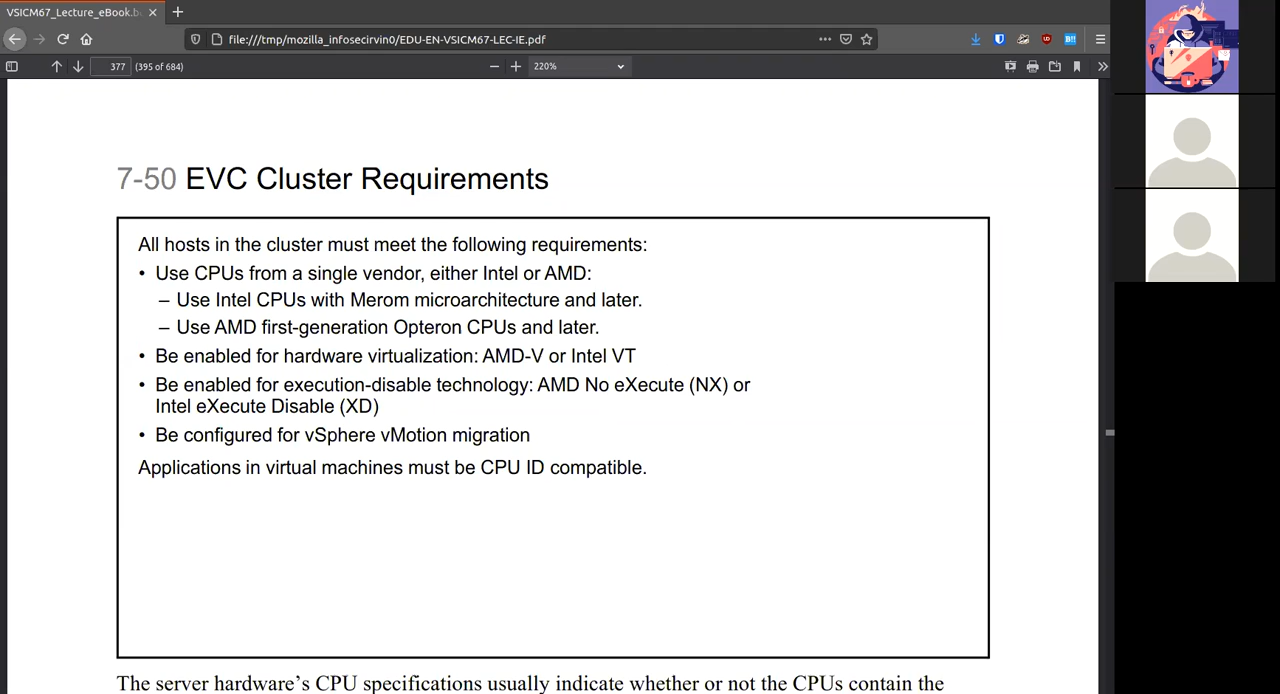 VSICM67_Lecture_eBook.b
file:///tmp/mozilla_infosecirvin0/EDU-EN-VSICM67-LEC-IE.pdf
377 (395 of 684)
220%
7-50 EVC Cluster Requirements
All hosts in the cluster must meet the following requirements:
• Use CPUs from a single vendor, either Intel or AMD:
– Use Intel CPUs with Merom microarchitecture and later.
– Use AMD first-generation Opteron CPUs and later.
• Be enabled for hardware virtualization: AMD-V or Intel VT
• Be enabled for execution-disable technology: AMD No eXecute (NX) or
Intel eXecute Disable (XD)
• Be configured for vSphere vMotion migration
Applications in virtual machines must be CPU ID compatible.
The server hardware's CPU specifications usually indicate whether or not the CPUs contain the